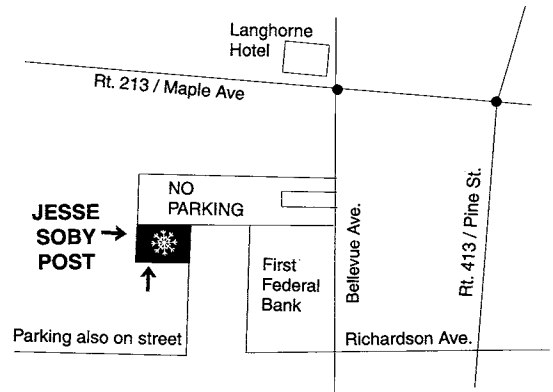 Langhorne
Hotel
Rt. 213 / Maple Ave
NO
PARKING
JESSE
SOBY
POST
First
Federal
Bank
Bellevue Ave.
Rt. 413 / Pine St.
Parking also on street
Richardson Ave.